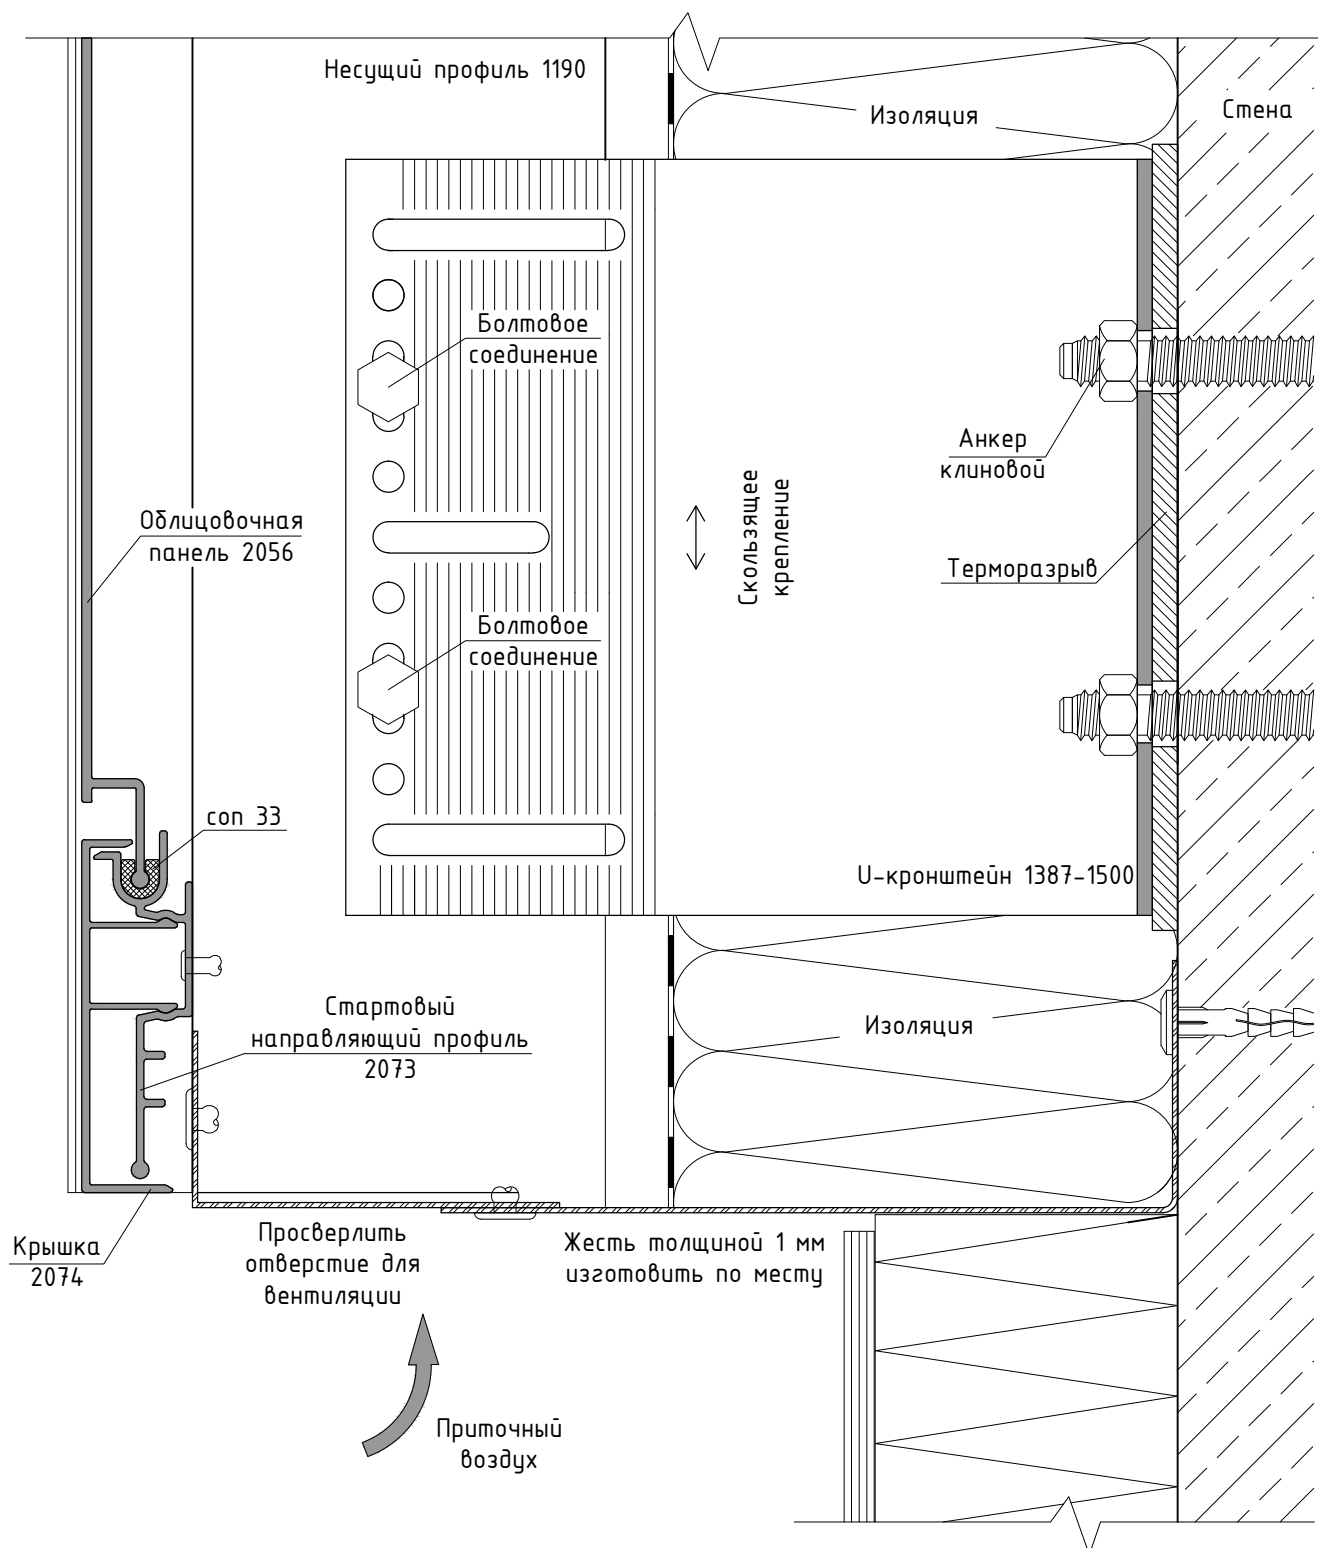 Несущий профиль 1190
Изоляция
Стена
Болтовое
соединение
Анкер
клиновой
Скользящее
крепление
Облицовочная
панель 2056
Терморазрыв
Болтовое
соединение
соп 33
U-кронштейн 1387-1500
Стартовый
направляющий профиль
2073
Изоляция
Крышка
2074
Просверлить
отверстие для
вентиляции
Жесть толщиной 1 мм
изготовить по месту
Приточный
воздух